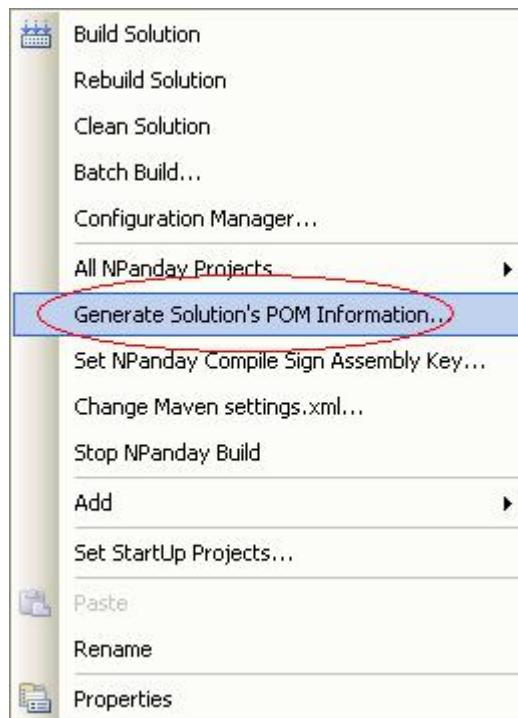 Build Solution
Rebuild Solution
Clean Solution
Batch Build...
Configuration Manager...
All NPanday Projects
Generate Solution's POM Information...
Set NPanday Compile Sign Assembly Key...
Change Maven settings.xml...
Stop NPanday Build
Add
Set StartUp Projects...
Paste
Rename
Properties